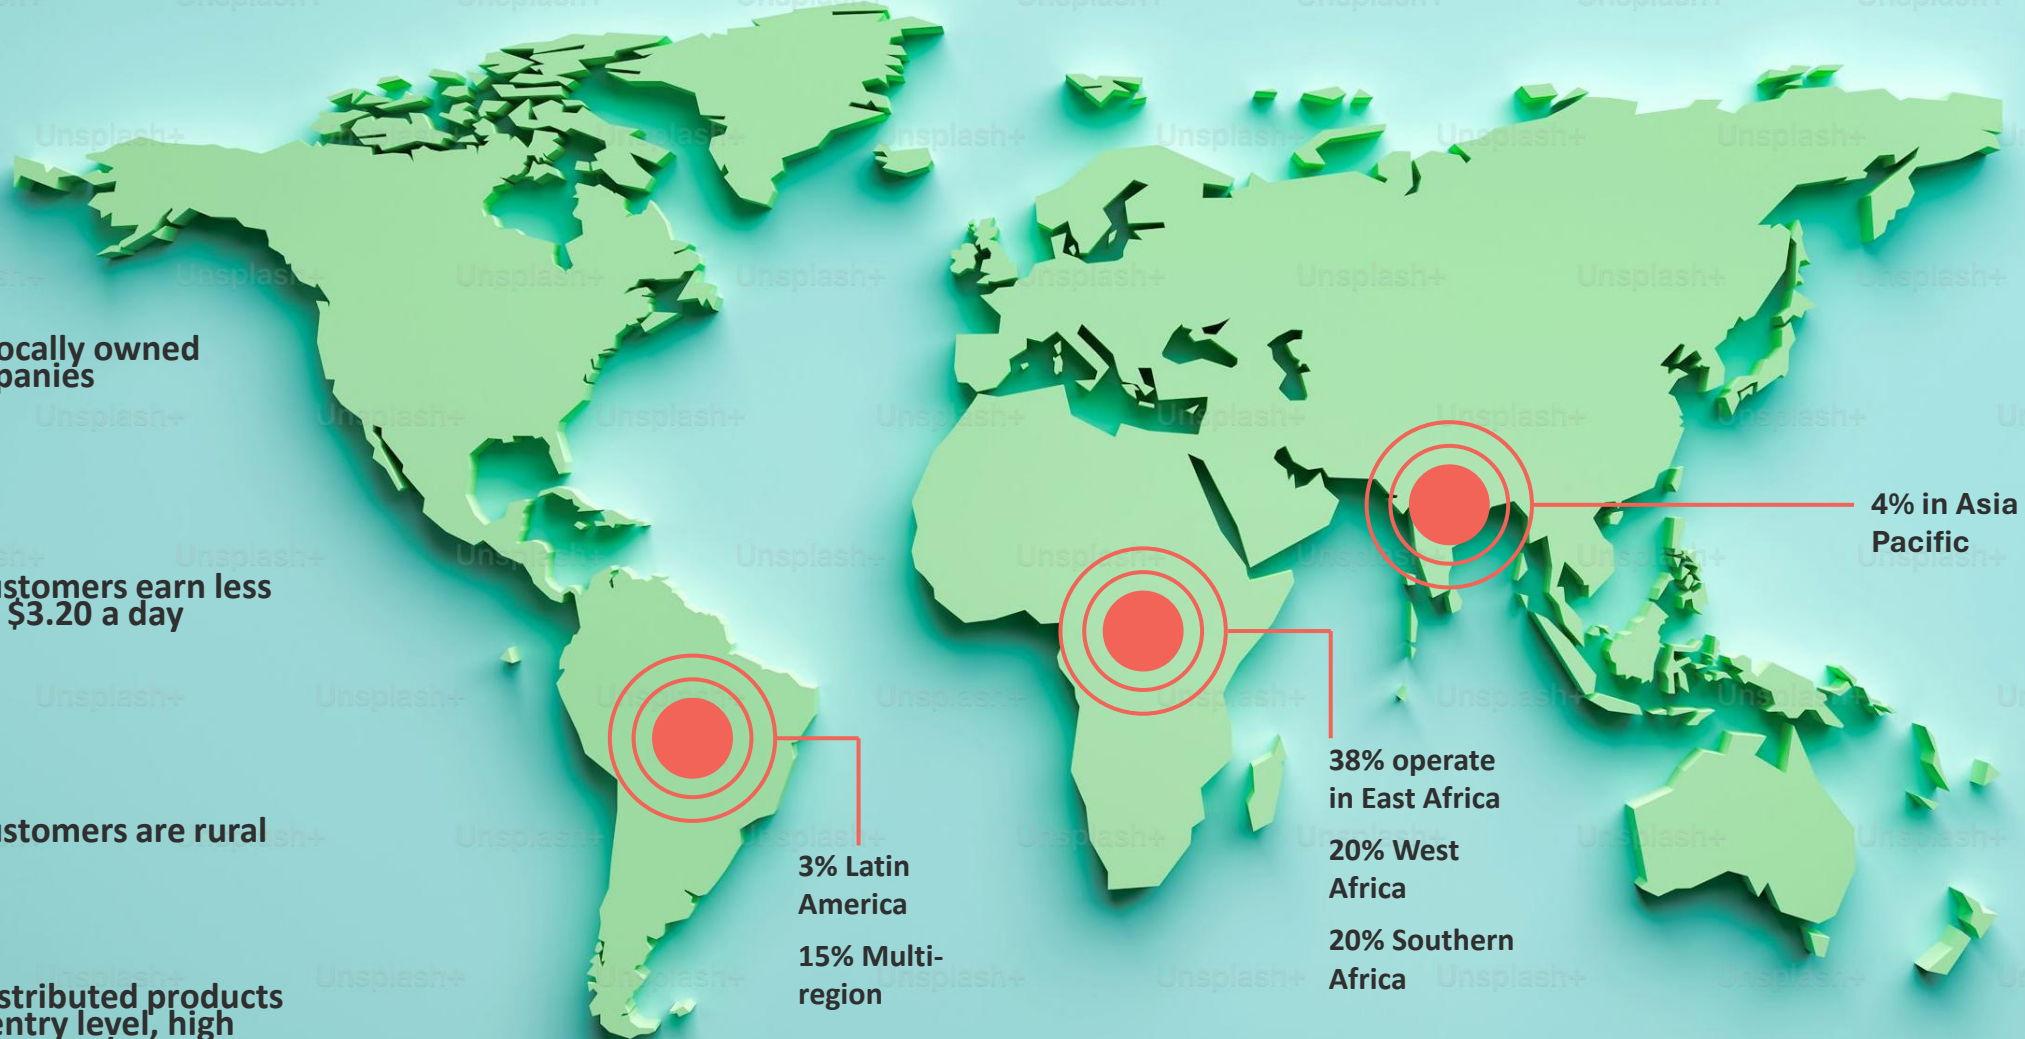 ocally owned
panies
ustomers earn less
$3.20 a day
ustomers are rural
stributed products
entry level, high
3% Latin
America
15% Multi-
region
38% operate
in East Africa
20% West
Africa
20% Southern
Africa
4% in Asia
Pacific
Unsplash+